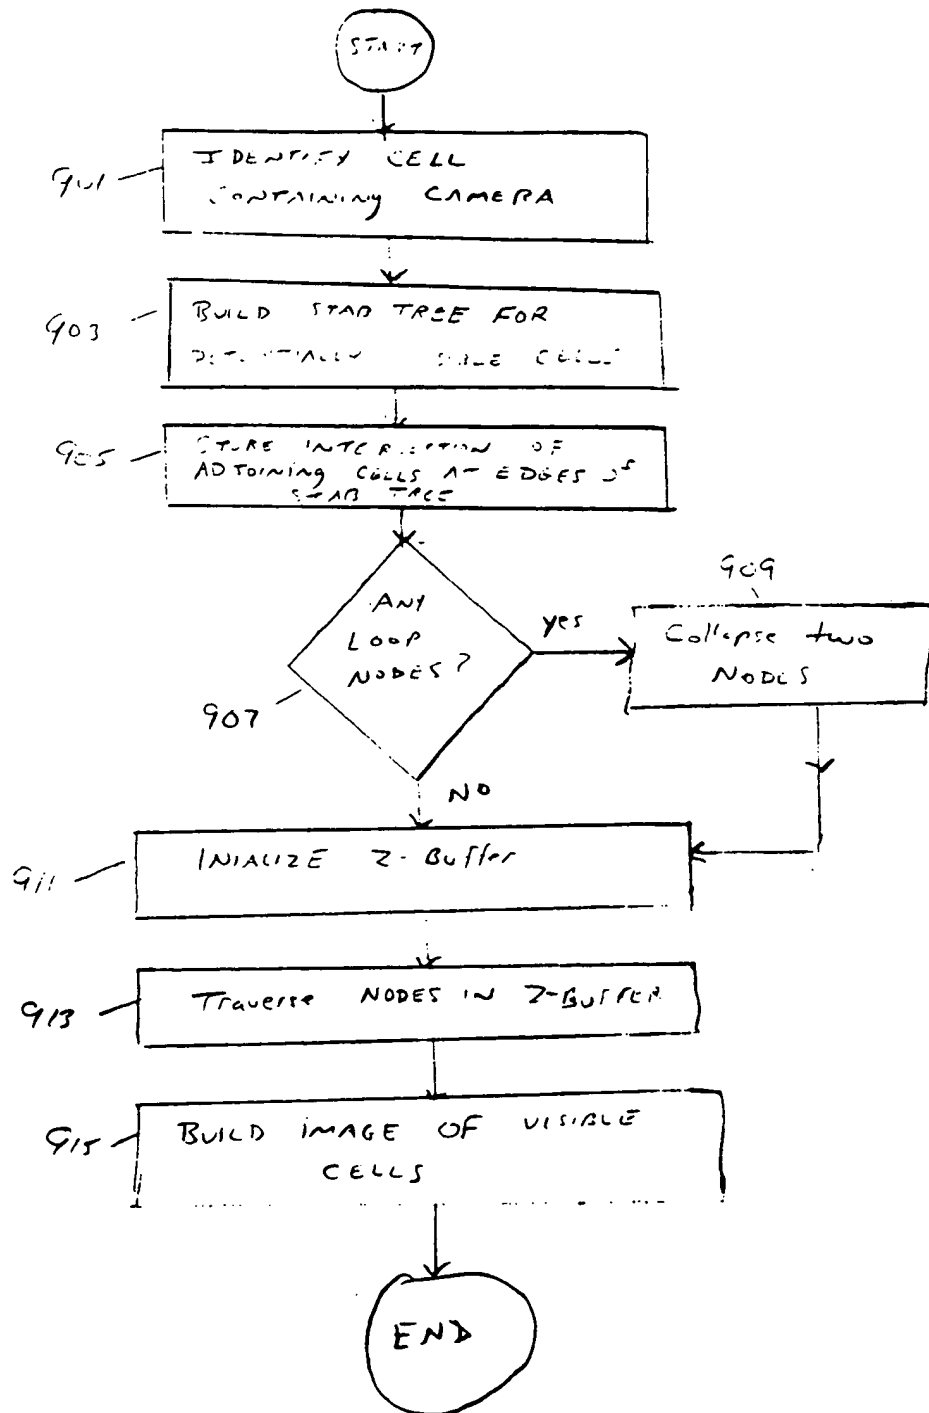 START
901
IDENTIFY CELL
CONTAINING CAMERA
903
BUILD STAB TREE FOR
CELLS
905
STORE OF
ADJOINING CELLS AT EDGES OF
STAB TREE
ANY
LOOP
NODES?
907
yes
909
Collapse two
NODES
NO
911
INIALIZE Z-Buffer
913
Traverse NODES IN Z-BUFFER
915
BUILD IMAGE OF VISIBLE
CELLS
END